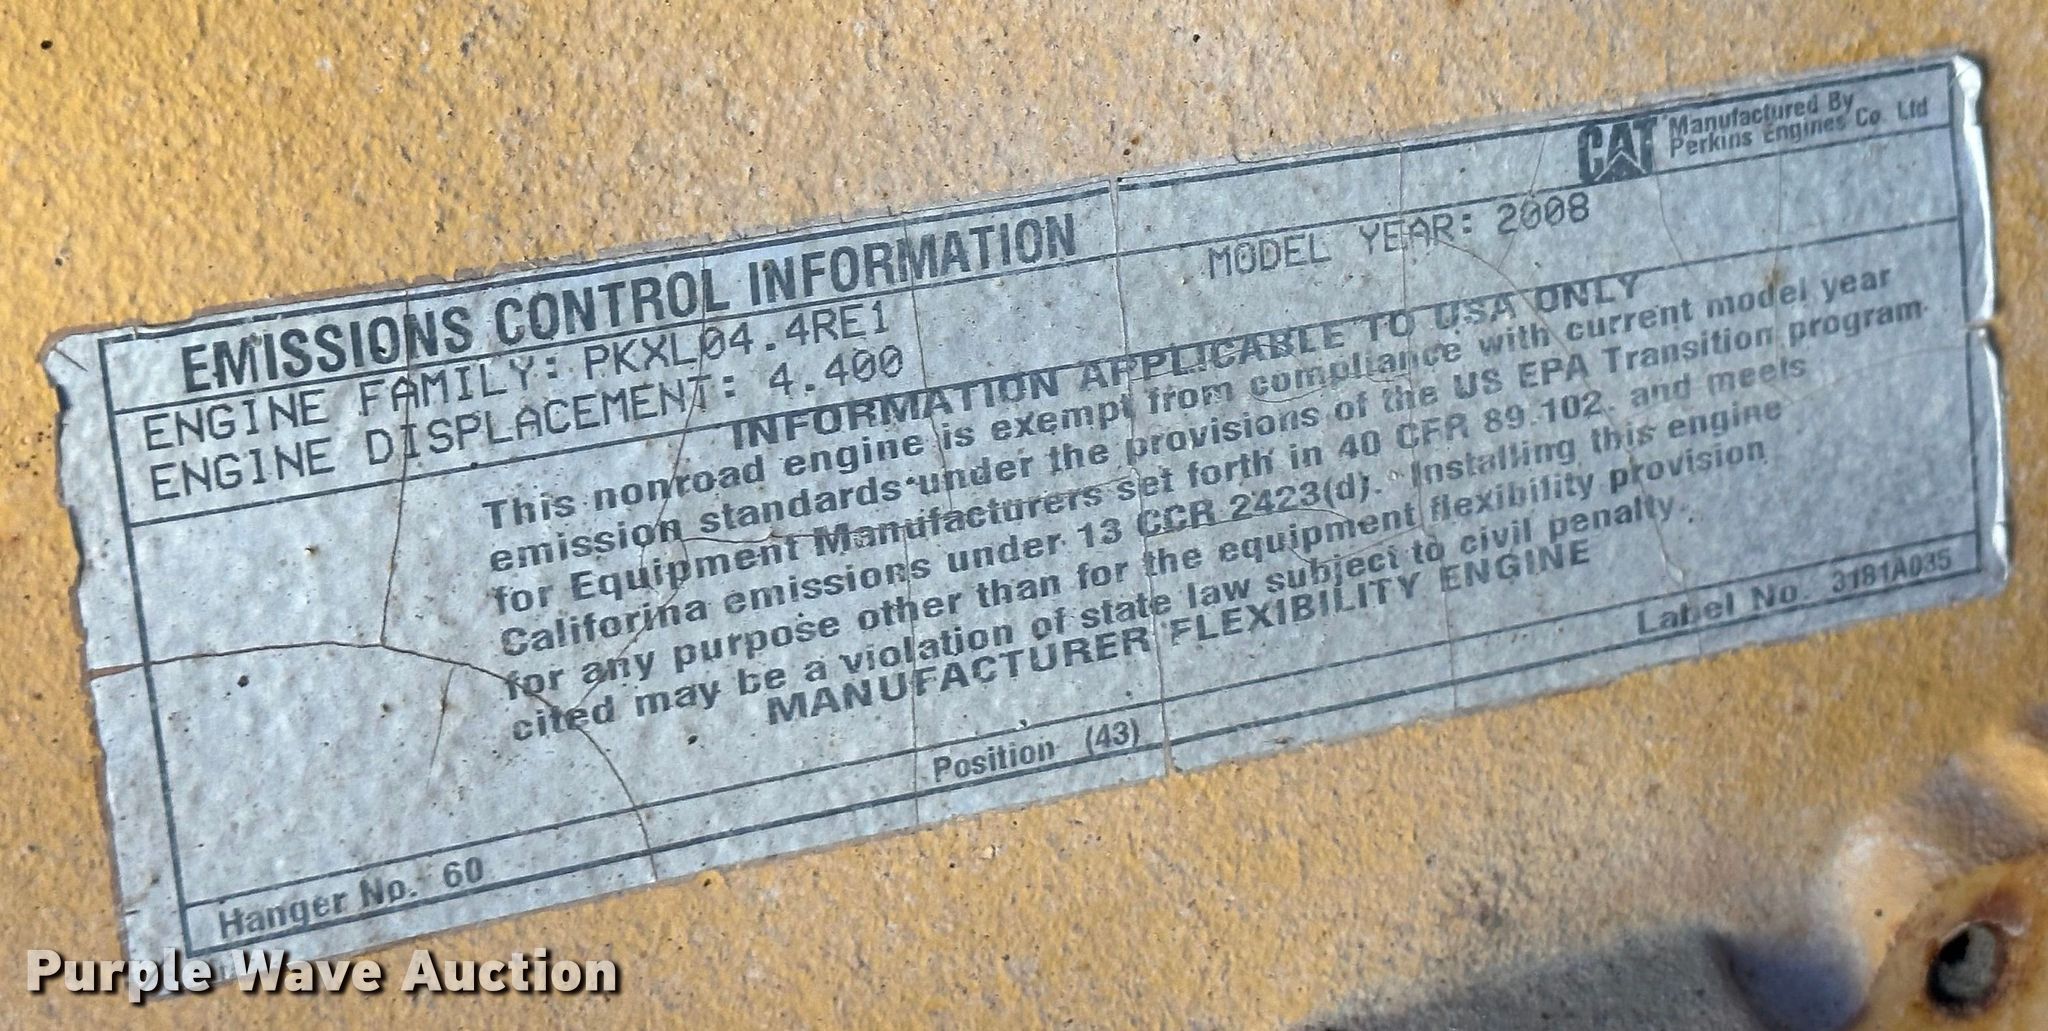 CAT Manufactured By
Perkins Engines Co Ltd
EMISSIONS CONTROL INFORMATION
ENGINE FAMILY: PKXL04.4RE1 MODEL YEAR: 2008
ENGINE DISPLACEMENT: 4.400
INFORMATION APPLICABLE TO USA ONLY
This nonroad engine is exempt from compliance with current model year
emission standards under the provisions of the US EPA Transition program
for Equipment Manufacturers set forth in 40 CFR 89.102. and meets
Califorina emissions under 13 CCR 2423(d). Installing this engine
for any purpose other than for the equipment flexibility provision
cited may be a violation of state law subject to civil penalty.
MANUFACTURER FLEXIBILITY ENGINE
Hanger No. 60 Position (43) Label No. 3181A035
Purple Wave Auction